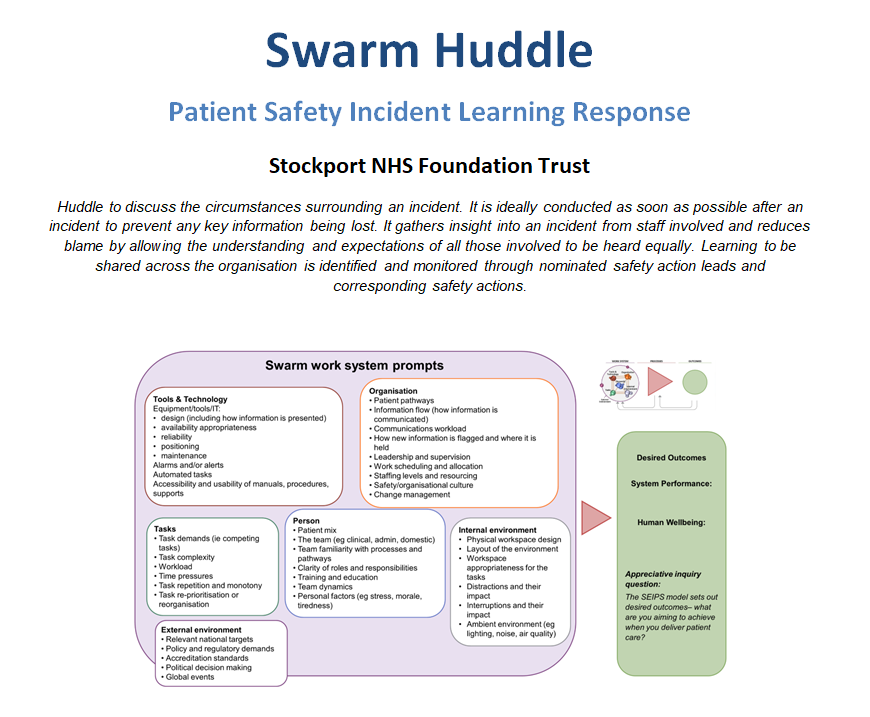 Swarm Huddle
Patient Safety Incident Learning Response
Stockport NHS Foundation Trust
Huddle to discuss the circumstances surrounding an incident. It is ideally conducted as soon as possible after an
incident to prevent any key information being lost. It gathers insight into an incident from staff involved and reduces
blame by allowing the understanding and expectations of all those involved to be heard equally. Learning to be
shared across the organisation is identified and monitored through nominated safety action leads and
corresponding safety actions.
Swarm work system prompts
Tools & Technology
Equipment/tools/IT:
• design (including how information is presented)
• availability appropriateness
• reliability
• positioning
• maintenance
Alarms and/or alerts
Automated tasks
Accessibility and usability of manuals, procedures,
supports
Organisation
• Patient pathways
• Information flow (how information is
communicated)
• Communications workload
• How new information is flagged and where it is
held
• Leadership and supervision
• Work scheduling and allocation
• Staffing levels and resourcing
• Safety/organisational culture
• Change management
Tasks
• Task demands (ie competing
tasks)
• Task complexity
• Workload
• Time pressures
• Task repetition and monotony
• Task re-prioritisation or
reorganisation
Person
• Patient mix
• The team (eg clinical, admin, domestic)
• Team familiarity with processes and
pathways
• Clarity of roles and responsibilities
• Training and education
• Team dynamics
• Personal factors (eg stress, morale,
tiredness)
Internal environment
• Physical workspace design
• Layout of the environment
• Workspace
appropriateness for the
tasks
• Distractions and their
impact
• Interruptions and their
impact
• Ambient environment (eg
lighting, noise, air quality)
External environment
• Relevant national targets
• Policy and regulatory demands
• Accreditation standards
• Political decision making
• Global events
Desired Outcomes
System Performance:
Human Wellbeing:
Appreciative inquiry
question:
The SEIPS model sets out
desired outcomes– what
are you aiming to achieve
when you deliver patient
care?